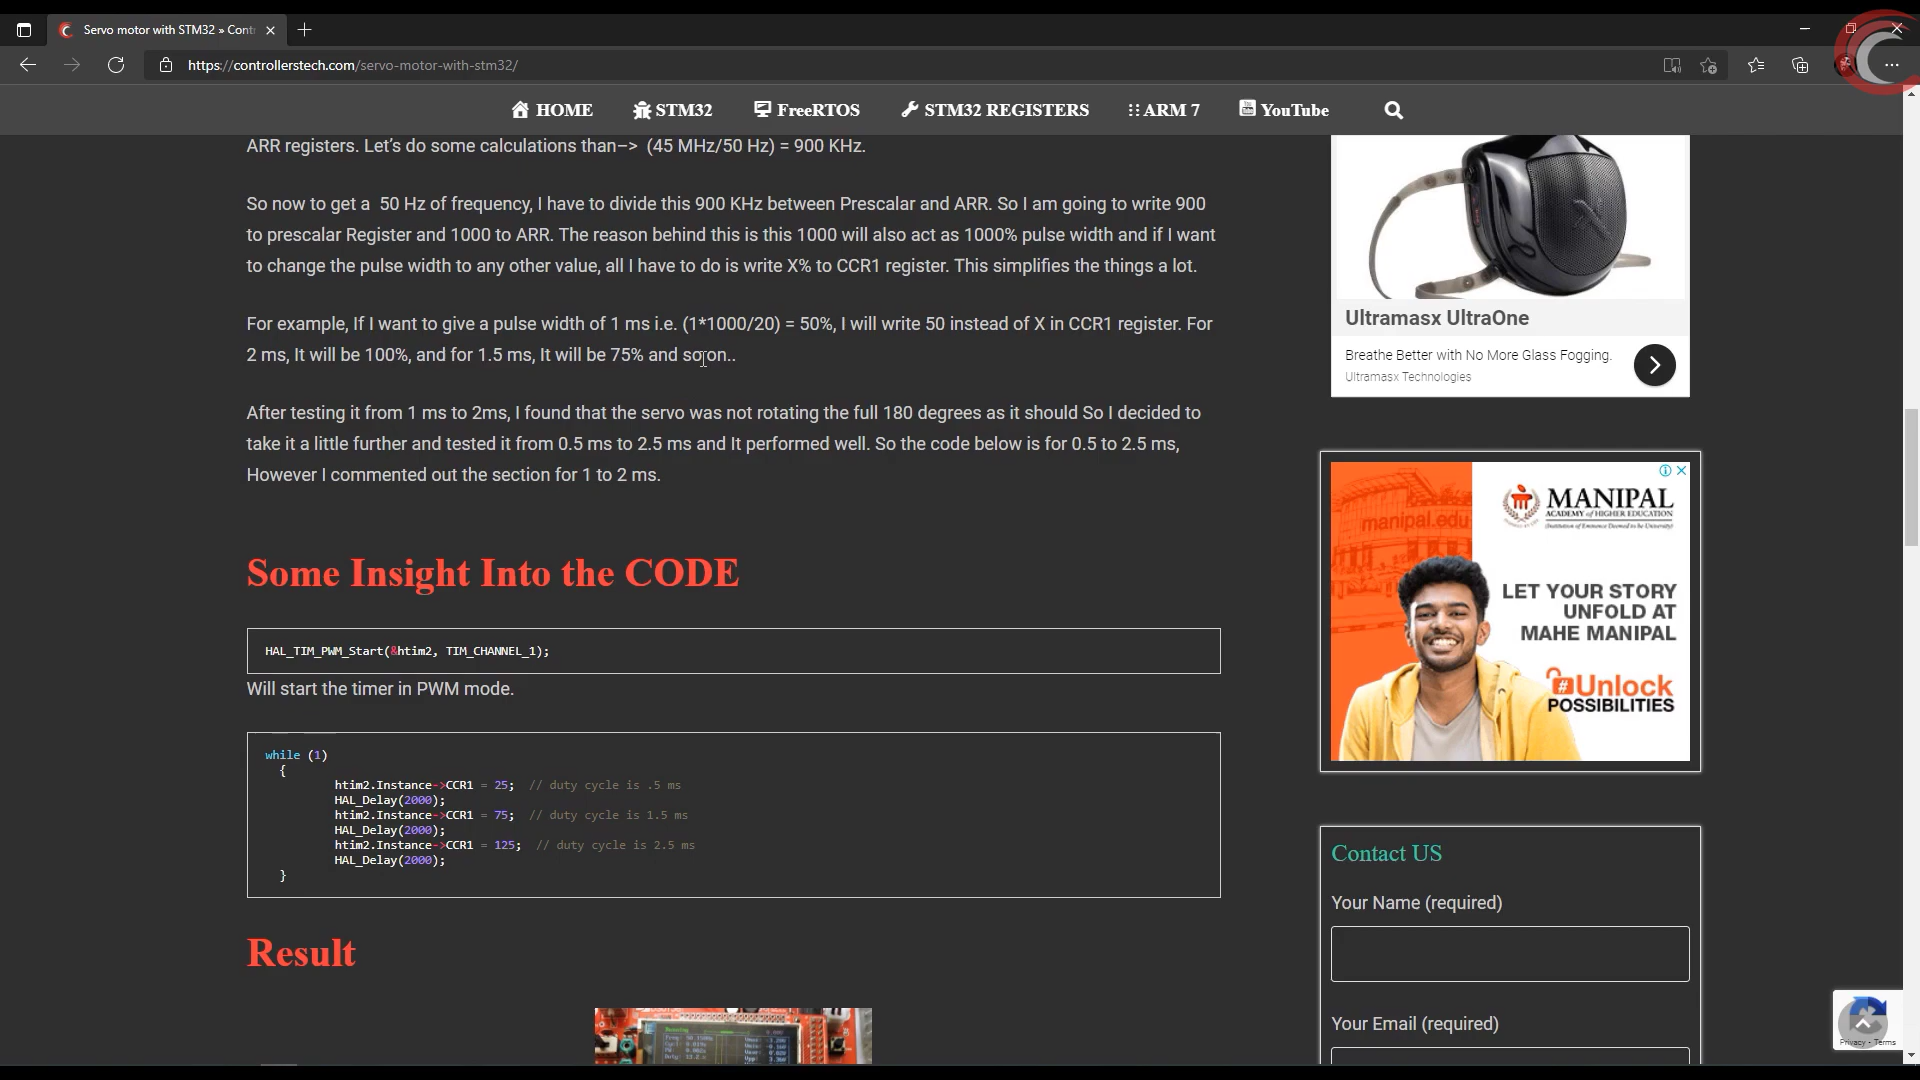 Servo motor with STM32 » Cont
https://controllerstech.com/servo-motor-with-stm32/
HOME STM32 FreeRTOS STM32 REGISTERS ARM 7 YouTube
ARR registers. Let's do some calculations than–> (45 MHz/50 Hz) = 900 KHz.
So now to get a 50 Hz of frequency, I have to divide this 900 KHz between Prescalar and ARR. So I am going to write 900
to prescalar Register and 1000 to ARR. The reason behind this is this 1000 will also act as 1000% pulse width and if I want
to change the pulse width to any other value, all I have to do is write X% to CCR1 register. This simplifies the things a lot.
For example, If I want to give a pulse width of 1 ms i.e. (1*1000/20) = 50%, I will write 50 instead of X in CCR1 register. For
2 ms, It will be 100%, and for 1.5 ms, It will be 75% and so on..
After testing it from 1 ms to 2ms, I found that the servo was not rotating the full 180 degrees as it should So I decided to
take it a little further and tested it from 0.5 ms to 2.5 ms and It performed well. So the code below is for 0.5 to 2.5 ms,
However I commented out the section for 1 to 2 ms.
Some Insight Into the CODE
HAL_TIM_PWM_Start(&htim2, TIM_CHANNEL_1);
Will start the timer in PWM mode.
while (1)
{
htim2.Instance->CCR1 = 25; // duty cycle is .5 ms
HAL_Delay(2000);
htim2.Instance->CCR1 = 75; // duty cycle is 1.5 ms
HAL_Delay(2000);
htim2.Instance->CCR1 = 125; // duty cycle is 2.5 ms
HAL_Delay(2000);
}
Result
Ultramasx UltraOne
Breathe Better with No More Glass Fogging.
Ultramasx Technologies
manipal.edu
MANIPAL
ACADEMY of HIGHER EDUCATION
(Institution of Eminence Deemed to be University)
LET YOUR STORY
UNFOLD AT
MAHE MANIPAL
#Unlock
POSSIBILITIES
Contact US
Your Name (required)
Your Email (required)
Privacy - Terms